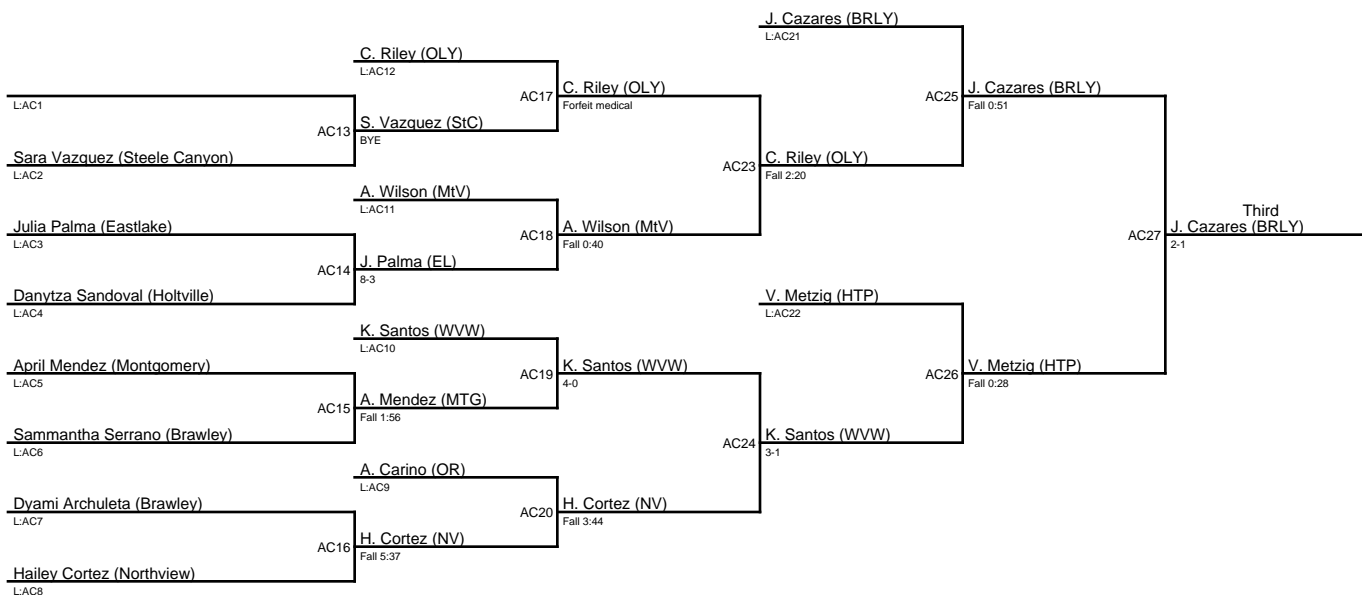 J. Cazares (BRLY)
L:AC21
C. Riley (OLY)
L:AC12
AC17
C. Riley (OLY)
Forfeit medical
AC25
J. Cazares (BRLY)
Fall 0:51
L:AC1
AC13
S. Vazquez (StC)
BYE
Sara Vazquez (Steele Canyon)
L:AC2
AC23
C. Riley (OLY)
Fall 2:20
A. Wilson (MtV)
L:AC11
Julia Palma (Eastlake)
L:AC3
AC18
A. Wilson (MtV)
Fall 0:40
AC27
Third
J. Cazares (BRLY)
2-1
AC14
J. Palma (EL)
8-3
Danytza Sandoval (Holtville)
L:AC4
V. Metzig (HTP)
L:AC22
K. Santos (WVW)
L:AC10
April Mendez (Montgomery)
L:AC5
AC19
K. Santos (WVW)
4-0
AC26
V. Metzig (HTP)
Fall 0:28
AC15
A. Mendez (MTG)
Fall 1:56
Sammantha Serrano (Brawley)
L:AC6
AC24
K. Santos (WVW)
3-1
A. Carino (OR)
L:AC9
Dyami Archuleta (Brawley)
L:AC7
AC20
H. Cortez (NV)
Fall 3:44
AC16
H. Cortez (NV)
Fall 5:37
Hailey Cortez (Northview)
L:AC8